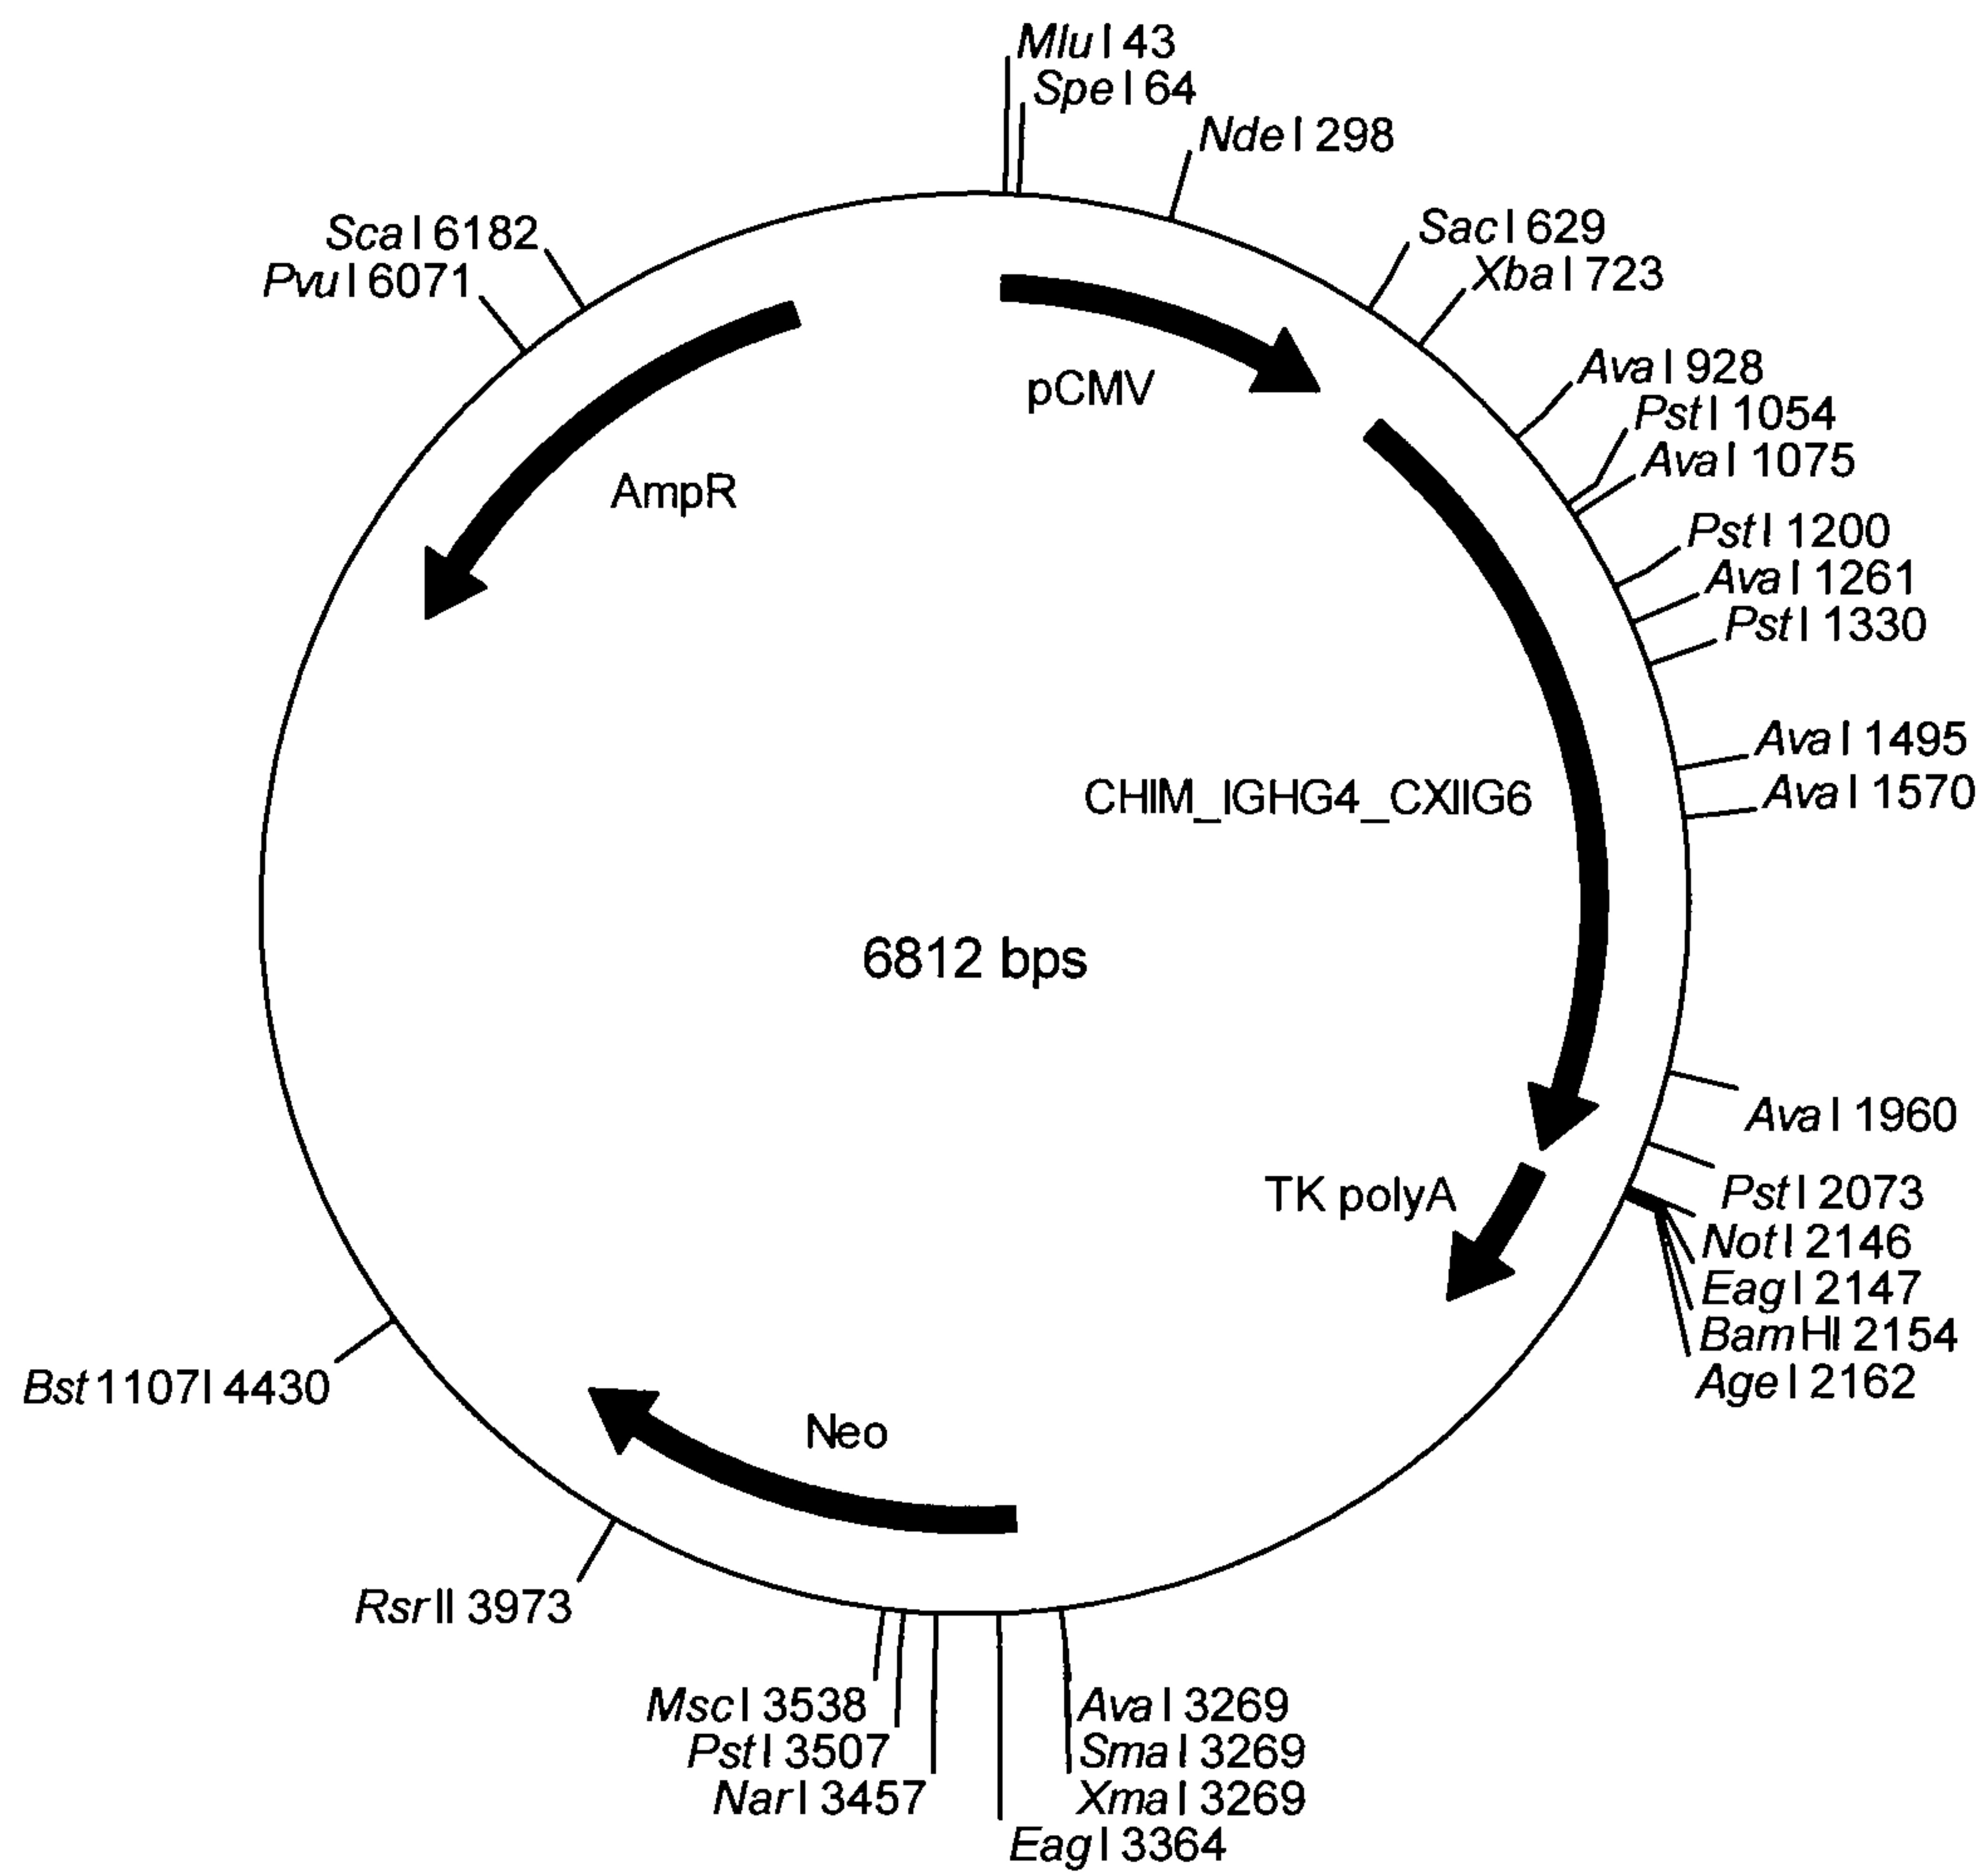 MluI 43
SpeI 64
NdeI 298
SacI 629
XbaI 723
AvaI 928
PstI 1054
AvaI 1075
PstI 1200
AvaI 1261
PstI 1330
AvaI 1495
AvaI 1570
AvaI 1960
PstI 2073
NotI 2146
EagI 2147
BamHI 2154
AgeI 2162
AvaI 3269
SmaI 3269
XmaI 3269
EagI 3364
NarI 3457
PstI 3507
MscI 3538
RsrII 3973
Bst1107I 4430
PvuI 6071
ScaI 6182
pCMV
AmpR
CHIM_IGHG4_CXIIG6
6812 bps
TK polyA
Neo